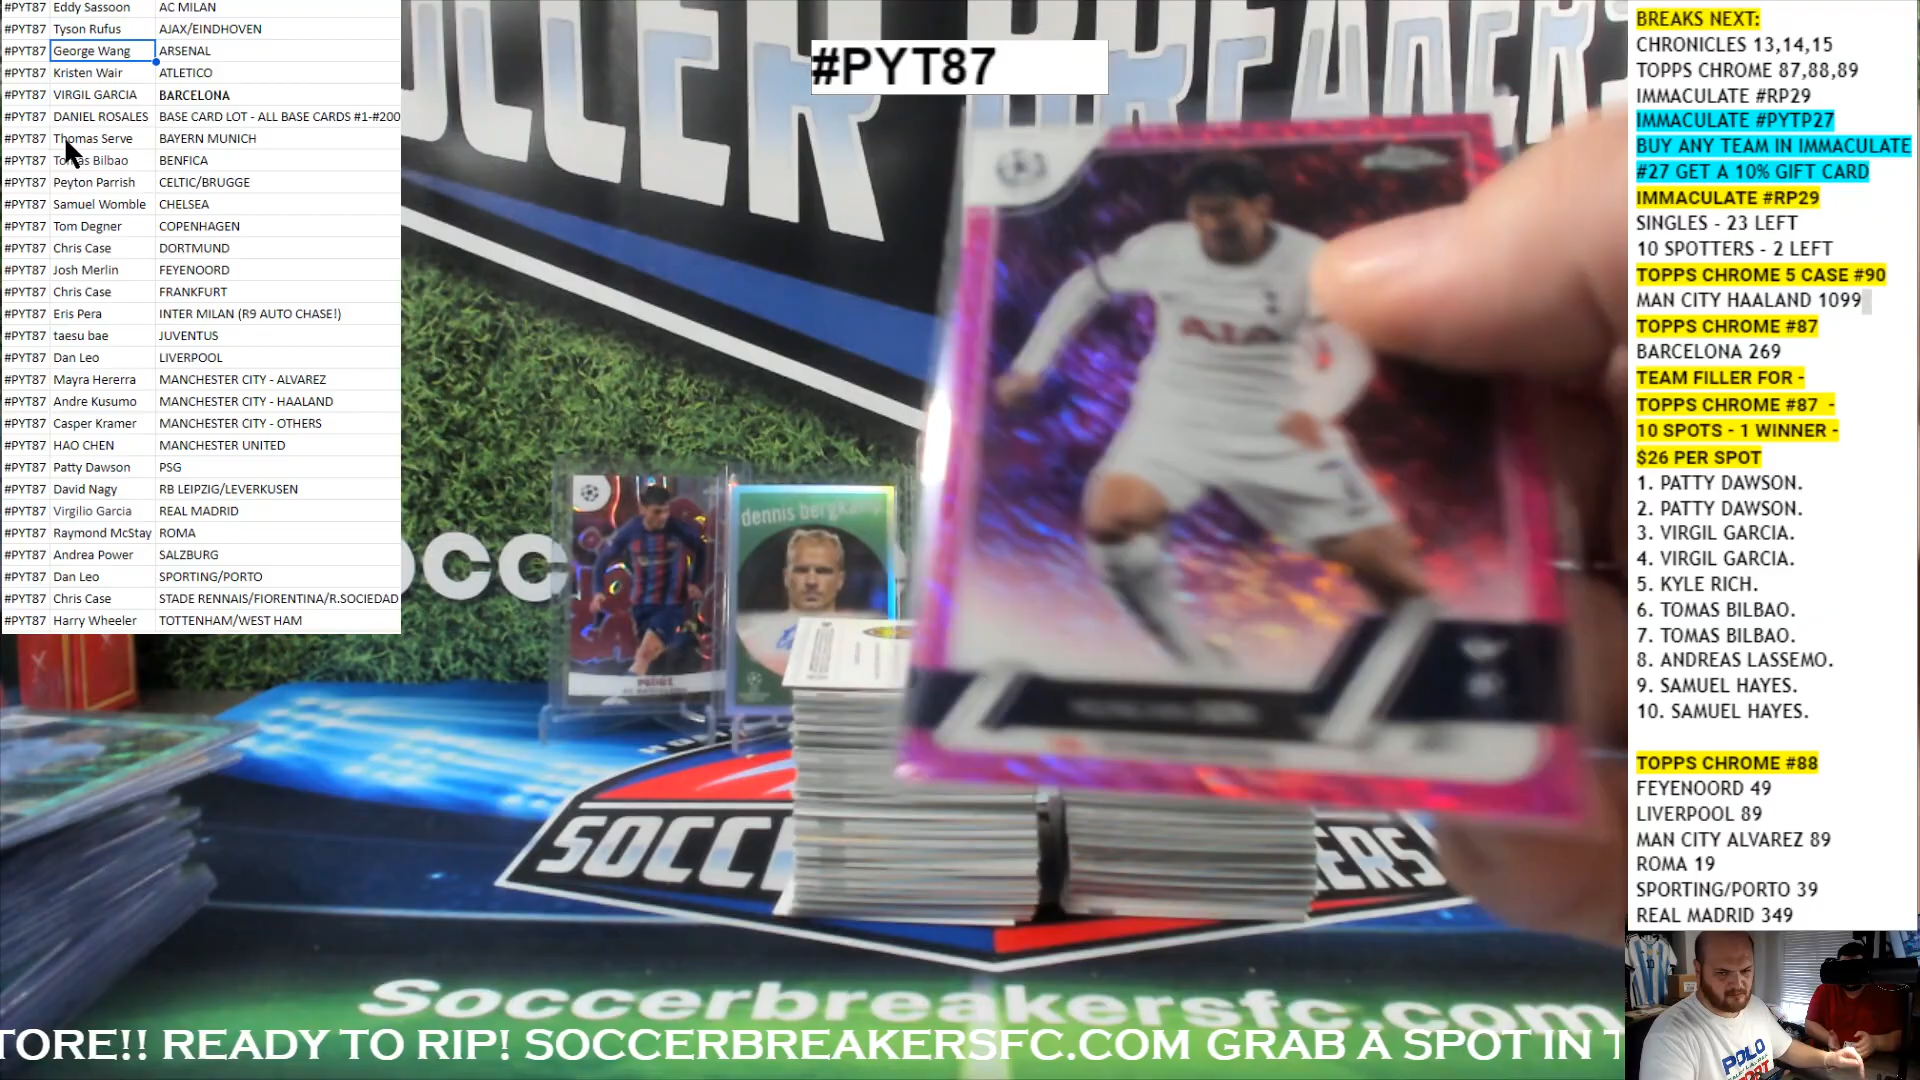 #PYT87 Eddy Sassoon AC MILAN
#PYT87 Tyson Rufus AJAX/EINDHOVEN
#PYT87 George Wang ARSENAL
#PYT87 Kristen Wair ATLETICO
#PYT87 VIRGIL GARCIA BARCELONA
#PYT87 DANIEL ROSALES BASE CARD LOT - ALL BASE CARDS #1-#200
#PYT87 Thomas Serve BAYERN MUNICH
#PYT87 Tomas Bilbao BENFICA
#PYT87 Peyton Parrish CELTIC/BRUGGE
#PYT87 Samuel Womble CHELSEA
#PYT87 Tom Degner COPENHAGEN
#PYT87 Chris Case DORTMUND
#PYT87 Josh Merlin FEYENOORD
#PYT87 Chris Case FRANKFURT
#PYT87 Eris Pera INTER MILAN (R9 AUTO CHASE!)
#PYT87 taesu bae JUVENTUS
#PYT87 Dan Leo LIVERPOOL
#PYT87 Mayra Hererra MANCHESTER CITY - ALVAREZ
#PYT87 Andre Kusumo MANCHESTER CITY - HAALAND
#PYT87 Casper Kramer MANCHESTER CITY - OTHERS
#PYT87 HAO CHEN MANCHESTER UNITED
#PYT87 Patty Dawson PSG
#PYT87 David Nagy RB LEIPZIG/LEVERKUSEN
#PYT87 Virgilio Garcia REAL MADRID
#PYT87 Raymond McStay ROMA
#PYT87 Andrea Power SALZBURG
#PYT87 Dan Leo SPORTING/PORTO
#PYT87 Chris Case STADE RENNAIS/FIORENTINA/R.SOCIEDAD
#PYT87 Harry Wheeler TOTTENHAM/WEST HAM
#PYT87
SOCCER BREAKERS
AIA
dennis bergkamp
SOCC
SOCCE
ERS
Soccerbreakersfc.com
TORE!! READY TO RIP! SOCCERBREAKERSFC.COM GRAB A SPOT IN T
BREAKS NEXT:
CHRONICLES 13,14,15
TOPPS CHROME 87,88,89
IMMACULATE #RP29
IMMACULATE #PYTP27
BUY ANY TEAM IN IMMACULATE
#27 GET A 10% GIFT CARD
IMMACULATE #RP29
SINGLES - 23 LEFT
10 SPOTTERS - 2 LEFT
TOPPS CHROME 5 CASE #90
MAN CITY HAALAND 1099
TOPPS CHROME #87
BARCELONA 269
TEAM FILLER FOR -
TOPPS CHROME #87 -
10 SPOTS - 1 WINNER -
$26 PER SPOT
1. PATTY DAWSON.
2. PATTY DAWSON.
3. VIRGIL GARCIA.
4. VIRGIL GARCIA.
5. KYLE RICH.
6. TOMAS BILBAO.
7. TOMAS BILBAO.
8. ANDREAS LASSEMO.
9. SAMUEL HAYES.
10. SAMUEL HAYES.
TOPPS CHROME #88
FEYENOORD 49
LIVERPOOL 89
MAN CITY ALVAREZ 89
ROMA 19
SPORTING/PORTO 39
REAL MADRID 349
POLO